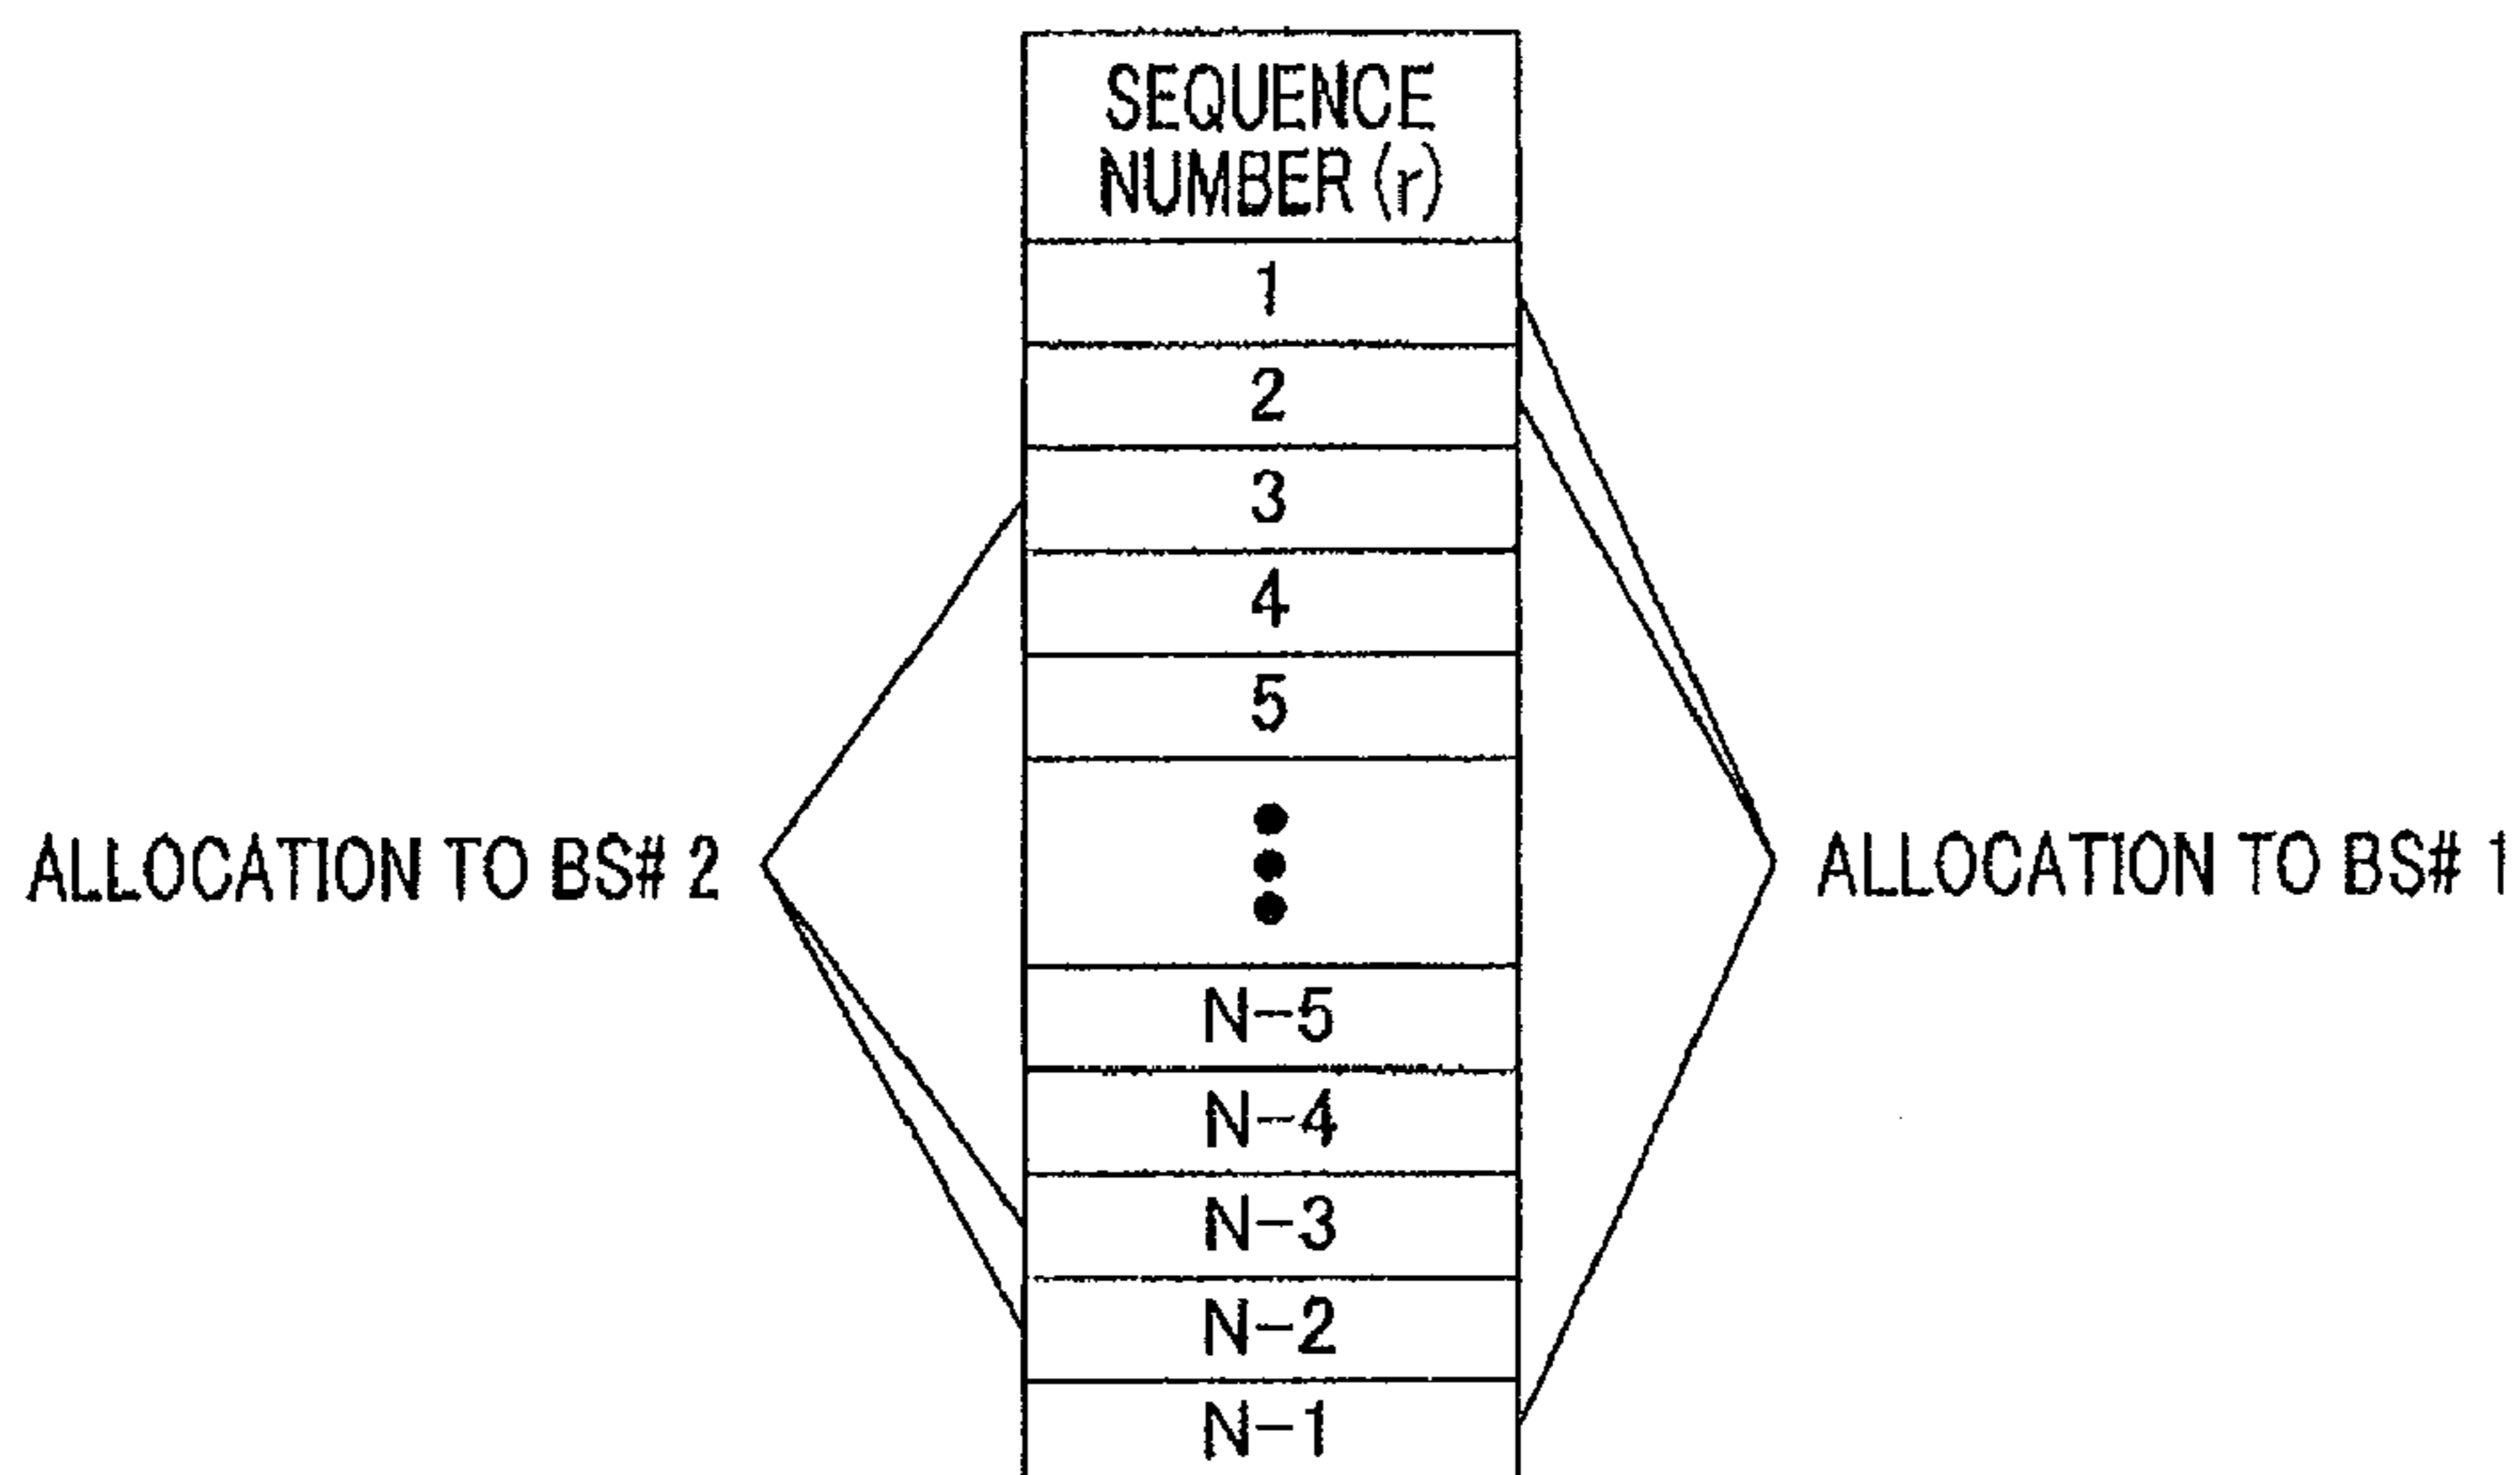 SEQUENCE
NUMBER (r)
1
2
3
4
5
ALLOCATION TO BS# 2
ALLOCATION TO BS# 1
N-5
N-4
N-3
N-2
N-1